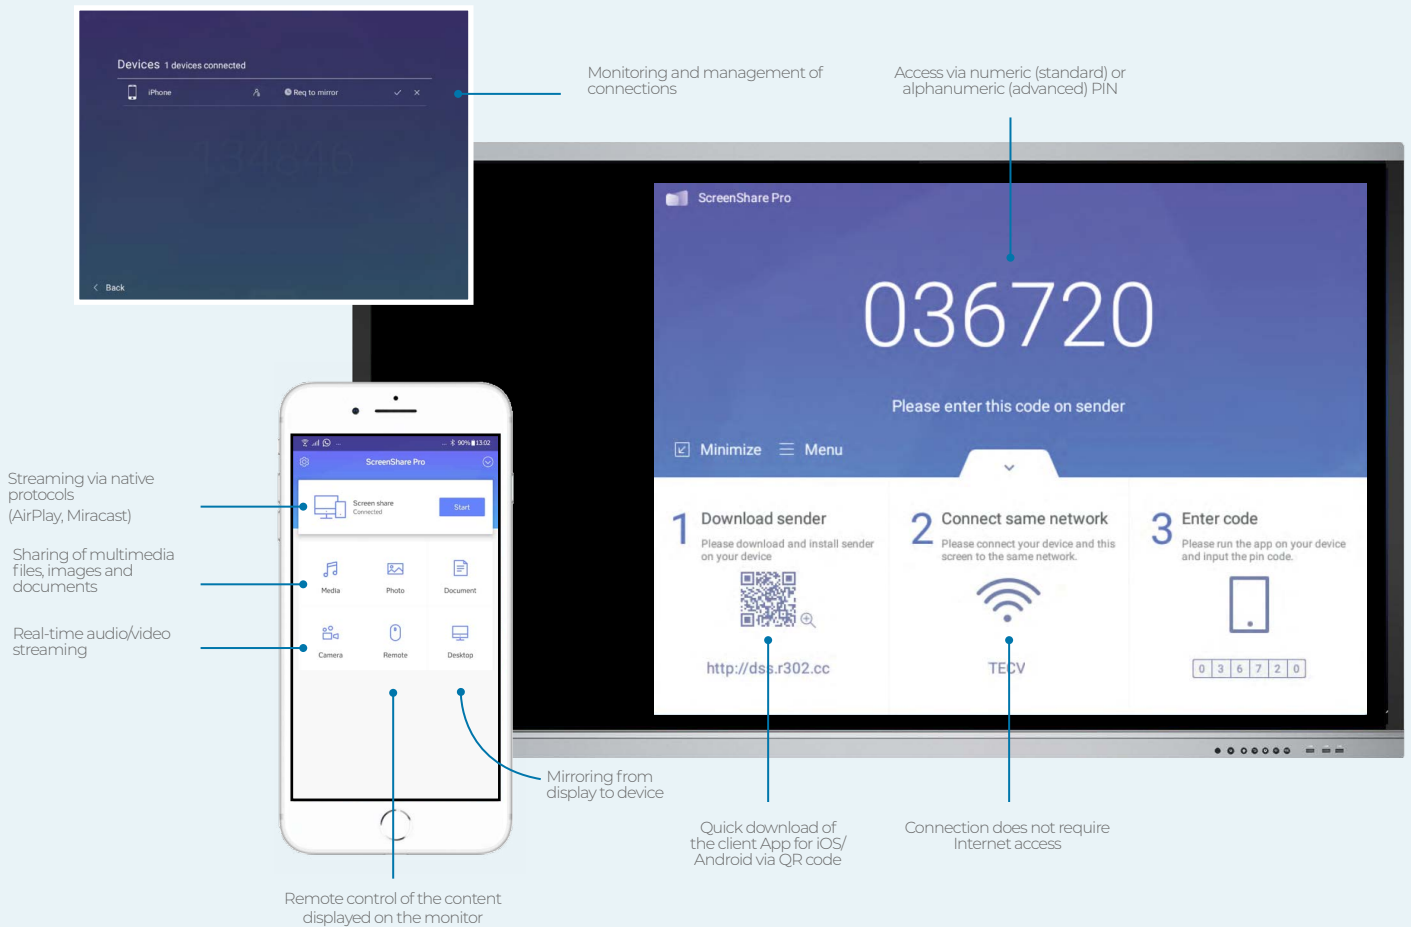 Devices 1 devices connected
iPhone
Req to mirror
134846
Back
Monitoring and management of
connections
Access via numeric (standard) or
alphanumeric (advanced) PIN
ScreenShare Pro
036720
Please enter this code on sender
Minimize
Menu
1 Download sender
Please download and install sender
on your device
http://dss.r302.cc
2 Connect same network
Please connect your device and this
screen to the same network.
TECV
3 Enter code
Please run the app on your device
and input the pin code.
0 3 6 7 2 0
... ... 90% 13:02
ScreenShare Pro
Screen share
Connected
Start
Media
Photo
Document
Camera
Remote
Desktop
Streaming via native
protocols
(AirPlay, Miracast)
Sharing of multimedia
files, images and
documents
Real-time audio/video
streaming
Mirroring from
display to device
Quick download of
the client App for iOS/
Android via QR code
Connection does not require
Internet access
Remote control of the content
displayed on the monitor